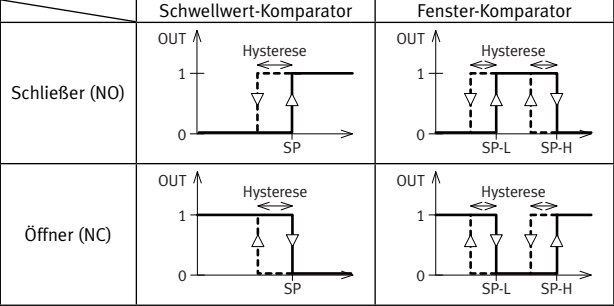 Schwellwert-Komparator
Fenster-Komparator
Schließer (NO)
OUT
Hysterese
1
0
SP
OUT
Hysterese
1
0
SP-L
SP-H
Öffner (NC)
OUT
Hysterese
1
0
SP
OUT
Hysterese
1
0
SP-L
SP-H